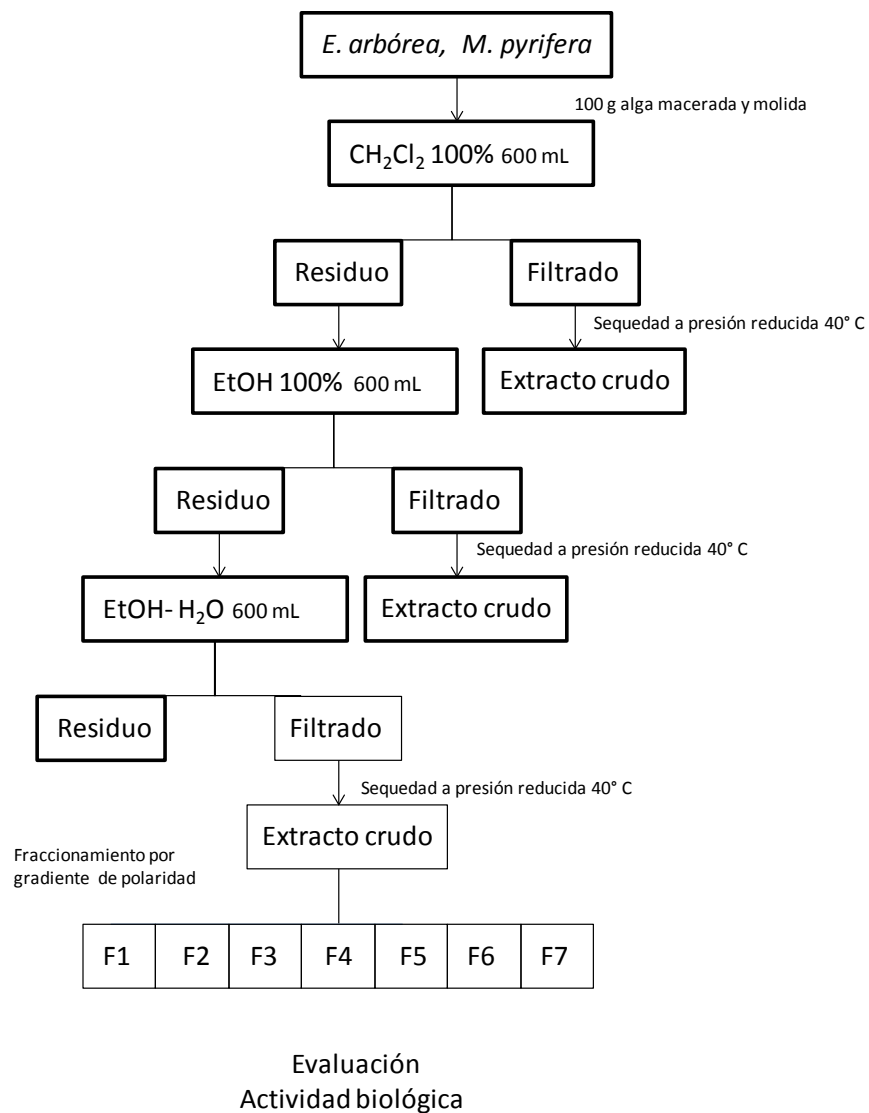 E. arbórea, M. pyrifera
100 g alga macerada y molida
CH₂Cl₂ 100% 600 mL
Residuo
Filtrado
Sequedad a presión reducida 40° C
EtOH 100% 600 mL
Extracto crudo
Residuo
Filtrado
Sequedad a presión reducida 40° C
EtOH- H₂O 600 mL
Extracto crudo
Residuo
Filtrado
Sequedad a presión reducida 40° C
Extracto crudo
Fraccionamiento por
gradiente de polaridad
F1 F2 F3 F4 F5 F6 F7
Evaluación
Actividad biológica